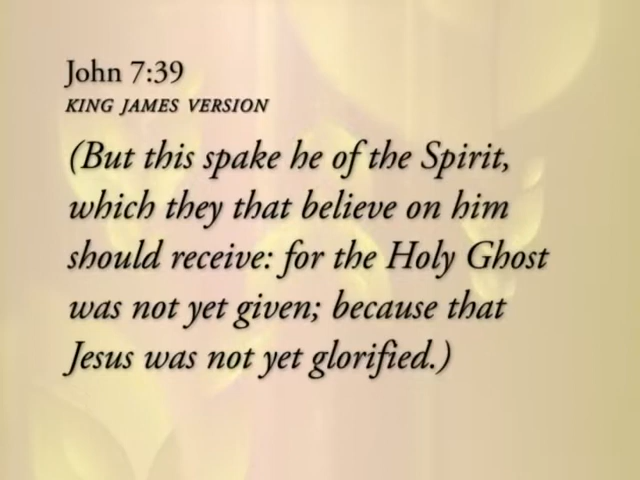 John 7:39
KING JAMES VERSION
(But this spake he of the Spirit,
which they that believe on him
should receive: for the Holy Ghost
was not yet given; because that
Jesus was not yet glorified.)